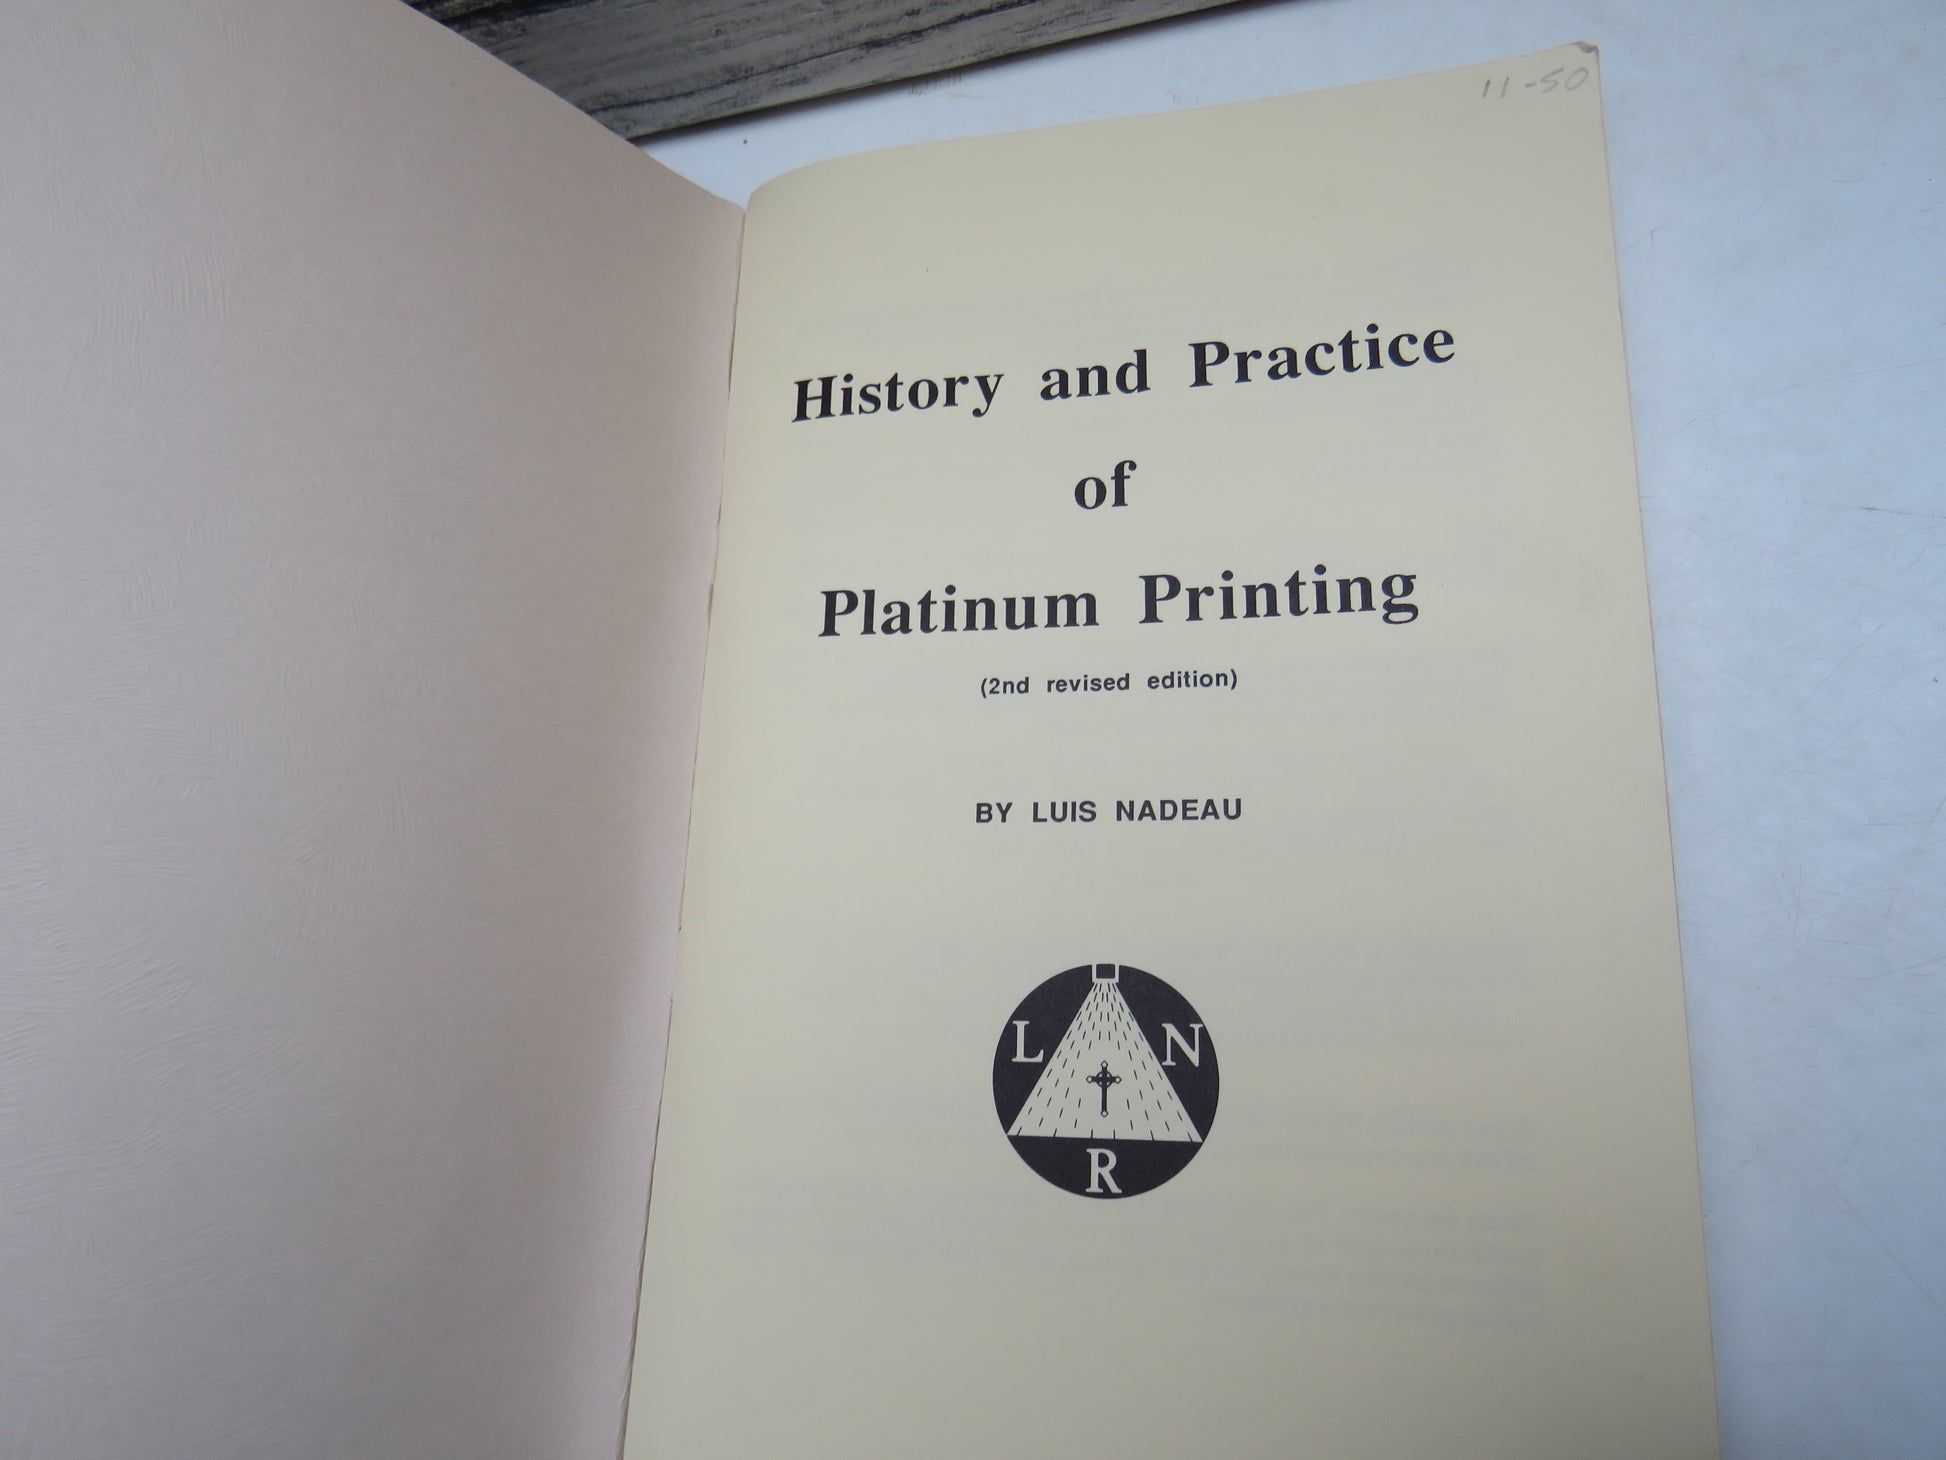 11-50
History and Practice
of
Platinum Printing
(2nd revised edition)
BY LUIS NADEAU
L N
R